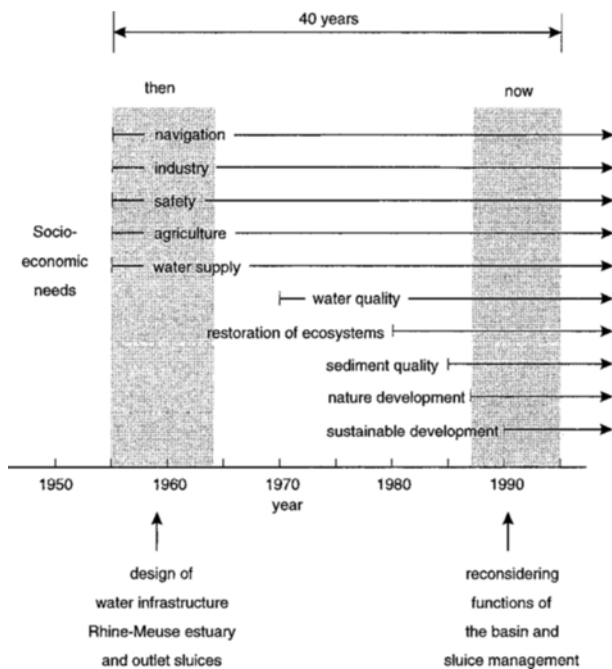 40 years
then
now
navigation
industry
safety
Socio-
economic
needs
agriculture
water supply
water quality
restoration of ecosystems
sediment quality
nature development
sustainable development
1950
1960
1970
1980
1990
year
design of
water infrastructure
Rhine-Meuse estuary
and outlet sluices
reconsidering
functions of
the basin and
sluice management